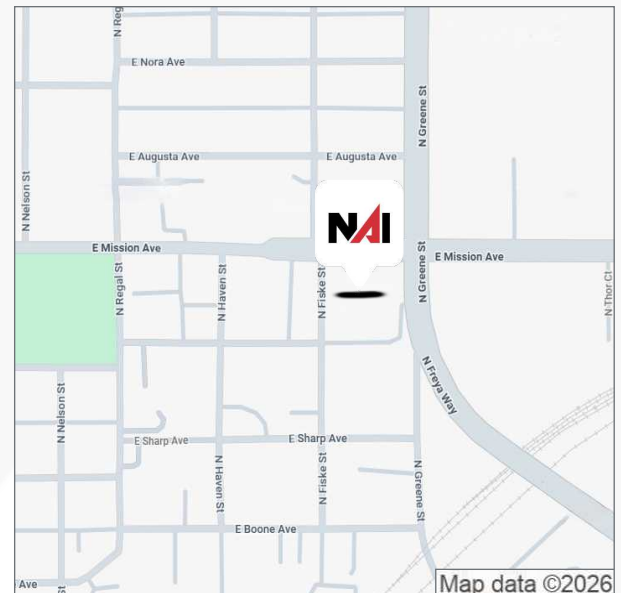 N Reg
E Nora Ave
N Greene St
E Augusta Ave
E Augusta Ave
N Nelson St
NAI
E Mission Ave
E Mission Ave
N Regal St
N Haven St
N Fiske St
N Greene St
N Thor Ct
N Freya Way
N Nelson St
E Sharp Ave
E Sharp Ave
N Haven St
N Fiske St
N Greene St
E Boone Ave
Ave
St
Map data ©2026